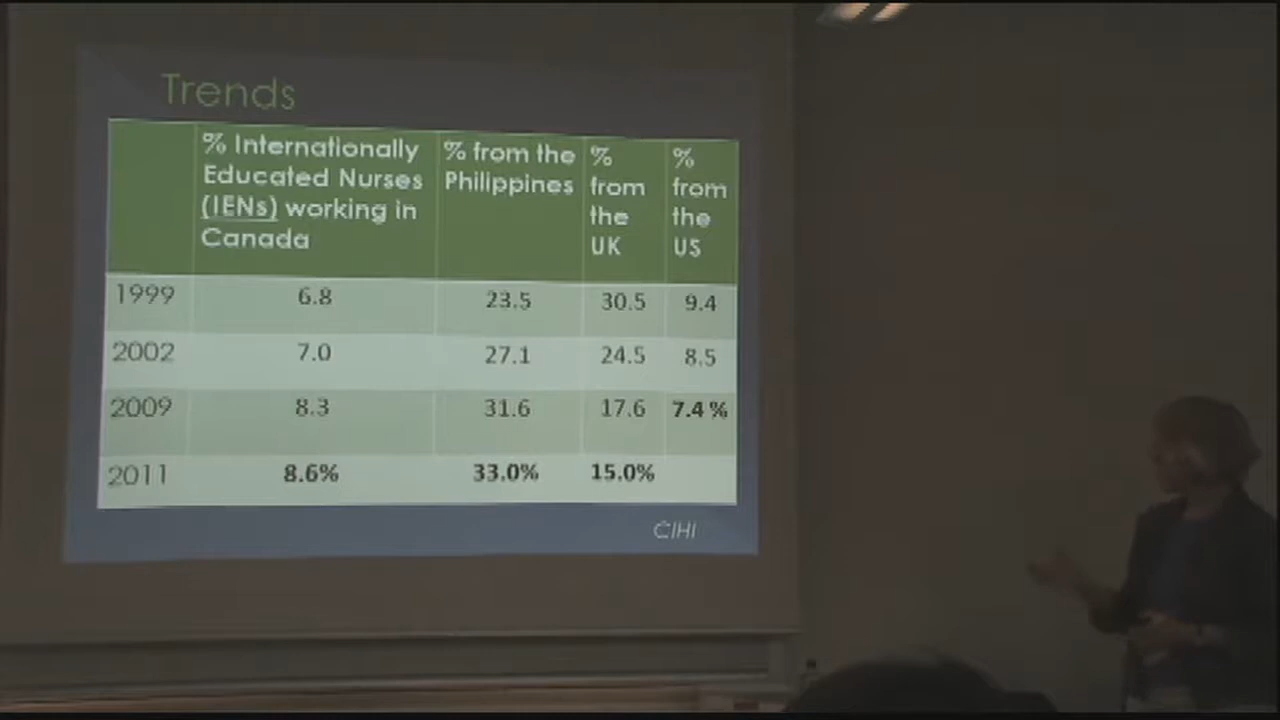 Trends
% Internationally Educated Nurses (IENs) working in Canada	% from the Philippines	% from the UK	% from the US
1999	6.8	23.5	30.5	9.4
2002	7.0	27.1	24.5	8.5
2009	8.3	31.6	17.6	7.4 %
2011	8.6%	33.0%	15.0%
CIHI